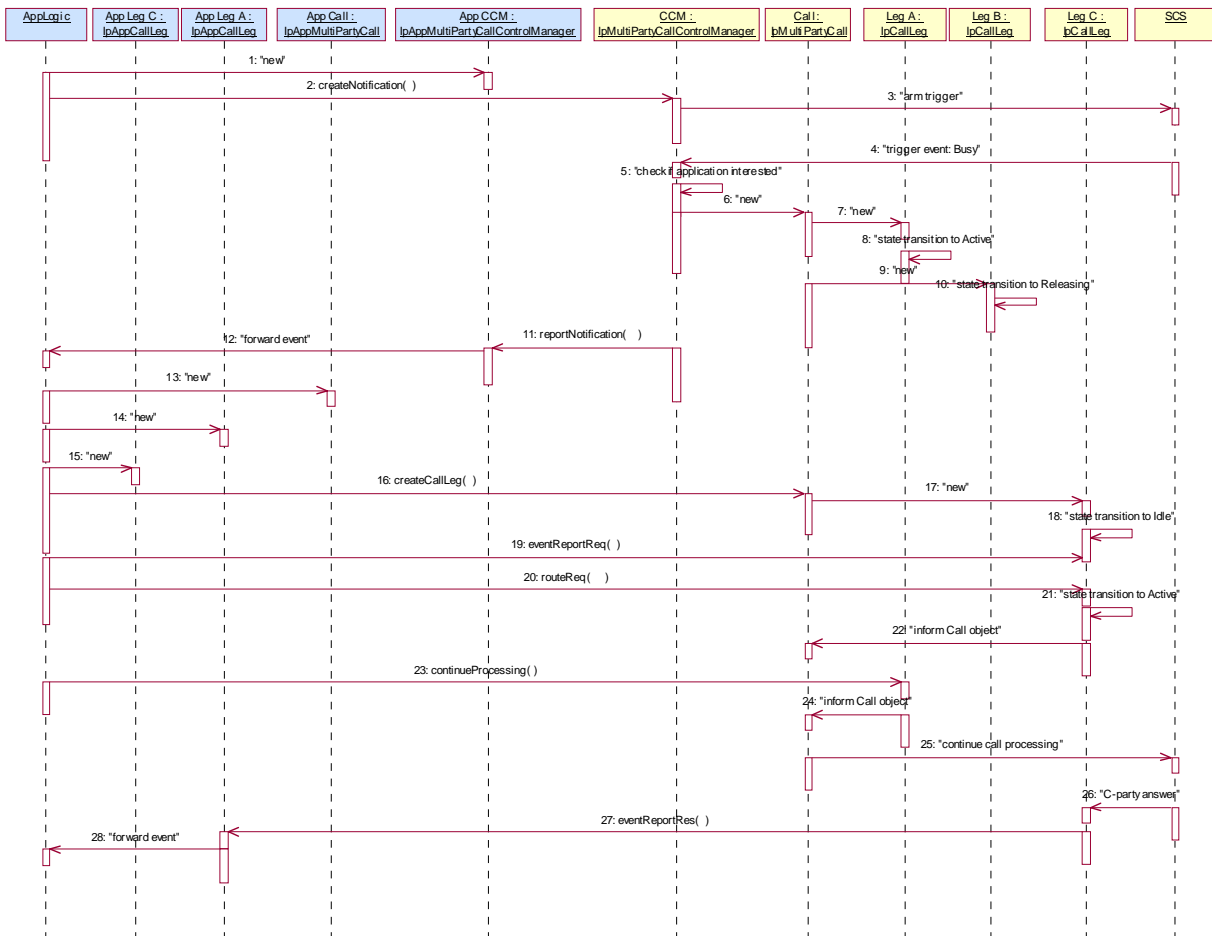 AppLogic
App Leg C :
IpAppCallLeg
App Leg A :
IpAppCallLeg
App Call :
IpAppMultiPartyCall
App CCM :
IpAppMultiPartyCallControlManager
CCM :
IpMultiPartyCallControlManager
Call :
IpMultiPartyCall
Leg A :
IpCallLeg
Leg B :
IpCallLeg
Leg C :
IpCallLeg
SCS
1: "new"
2: createNotification( )
3: "arm trigger"
4: "trigger event: Busy"
5: "check if application interested"
6: "new"
7: "new"
8: "state transition to Active"
9: "new"
10: "state transition to Releasing"
11: reportNotification( )
12: "forward event"
13: "new"
14: "new"
15: "new"
16: createCallLeg( )
17: "new"
18: "state transition to Idle"
19: eventReportReq( )
20: routeReq( )
21: "state transition to Active"
22: "inform Call object"
23: continueProcessing( )
24: "inform Call object"
25: "continue call processing"
26: "C-party answer"
27: eventReportRes( )
28: "forward event"